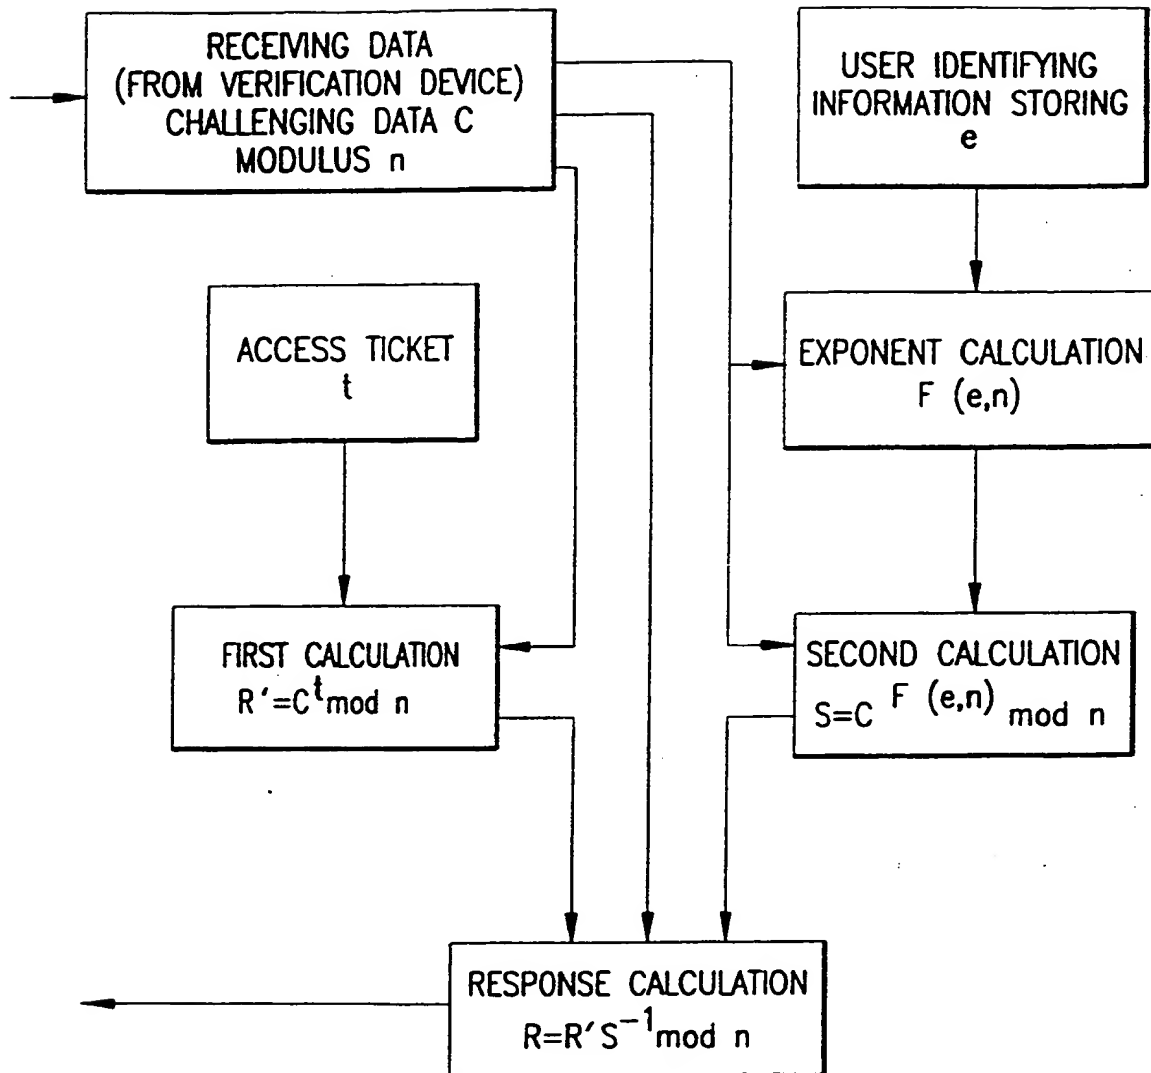 RECEIVING DATA
(FROM VERIFICATION DEVICE)
CHALLENGING DATA C
MODULUS n
USER IDENTIFYING
INFORMATION STORING
e
ACCESS TICKET
t
EXPONENT CALCULATION
F (e,n)
FIRST CALCULATION
R'=C^t mod n
SECOND CALCULATION
S=C^F (e,n) mod n
RESPONSE CALCULATION
R=R'S^-1 mod n